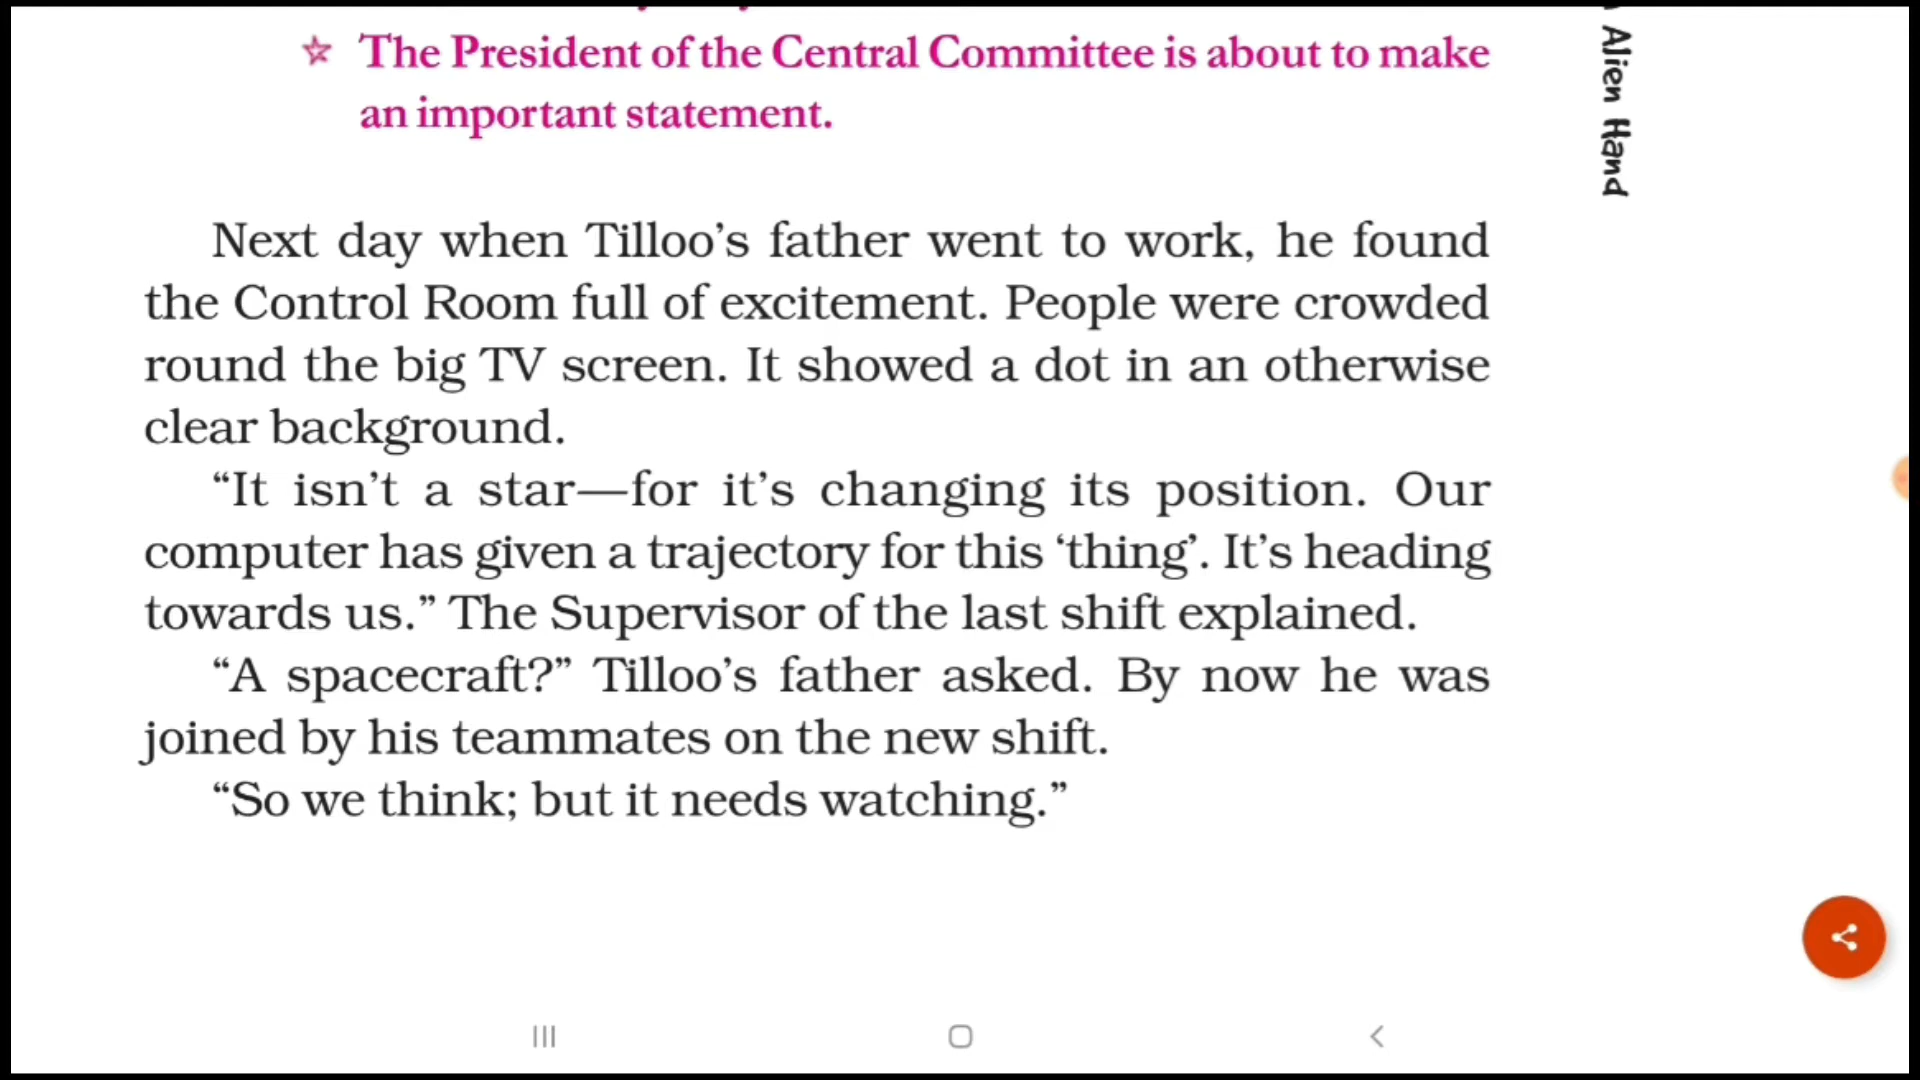 The President of the Central Committee is about to make
an important statement.
Alien Hand
Next day when Tilloo’s father went to work, he found
the Control Room full of excitement. People were crowded
round the big TV screen. It showed a dot in an otherwise
clear background.
“It isn’t a star—for it’s changing its position. Our
computer has given a trajectory for this ‘thing’. It’s heading
towards us.” The Supervisor of the last shift explained.
“A spacecraft?” Tilloo’s father asked. By now he was
joined by his teammates on the new shift.
“So we think; but it needs watching.”